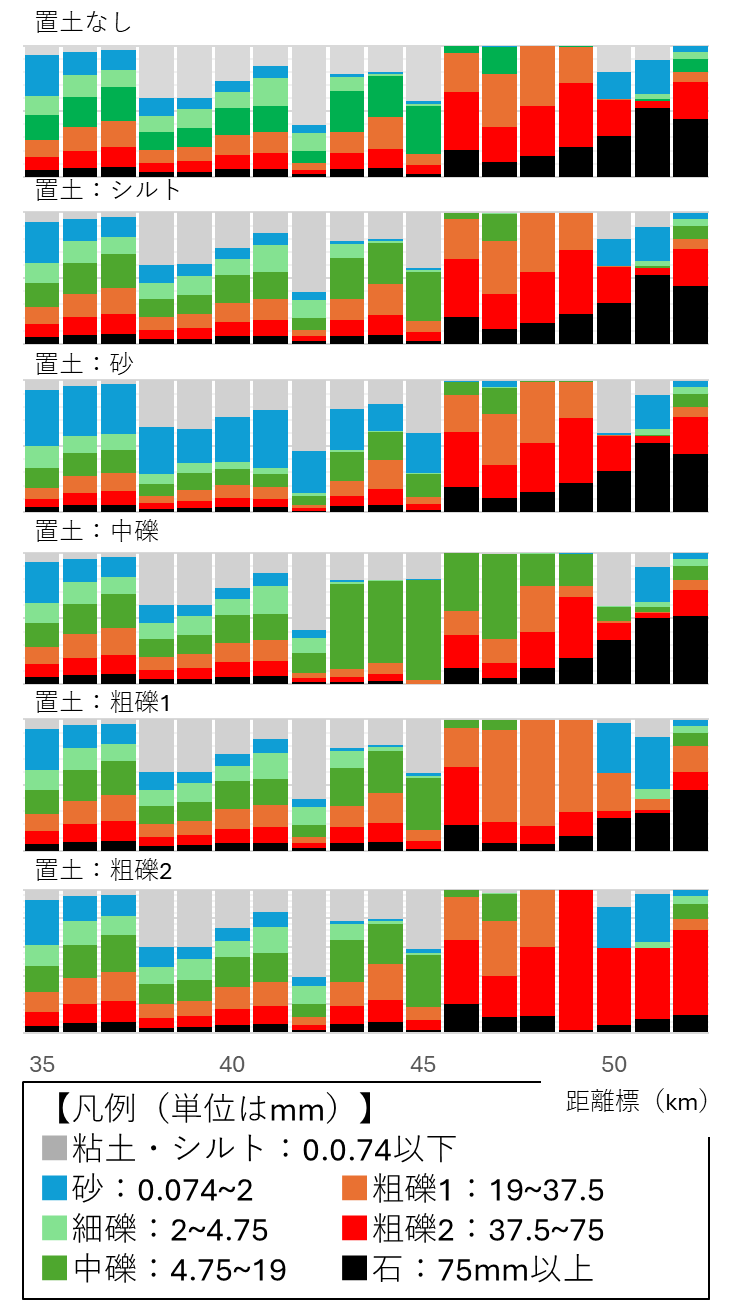 置土なし
置土：シルト
置土：砂
置土：中礫
置土：粗礫1
置土：粗礫2
35 40 45 50
距離標（km）
【凡例（単位はmm）】
粘土・シルト：0.0.74以下
砂：0.074~2 粗礫1：19~37.5
細礫：2~4.75 粗礫2：37.5~75
中礫：4.75~19 石：75mm以上